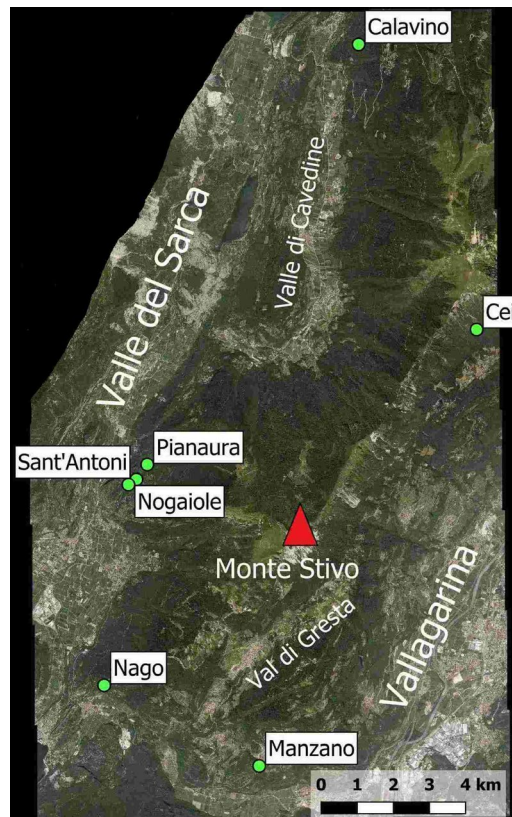 Calavino
Valle di Cavedine
Valle del Sarca
Cei
Pianaura
Sant'Antoni
Nogaiole
Monte Stivo
Val di Gresta
Vallagarina
Nago
Manzano
0 1 2 3 4 km